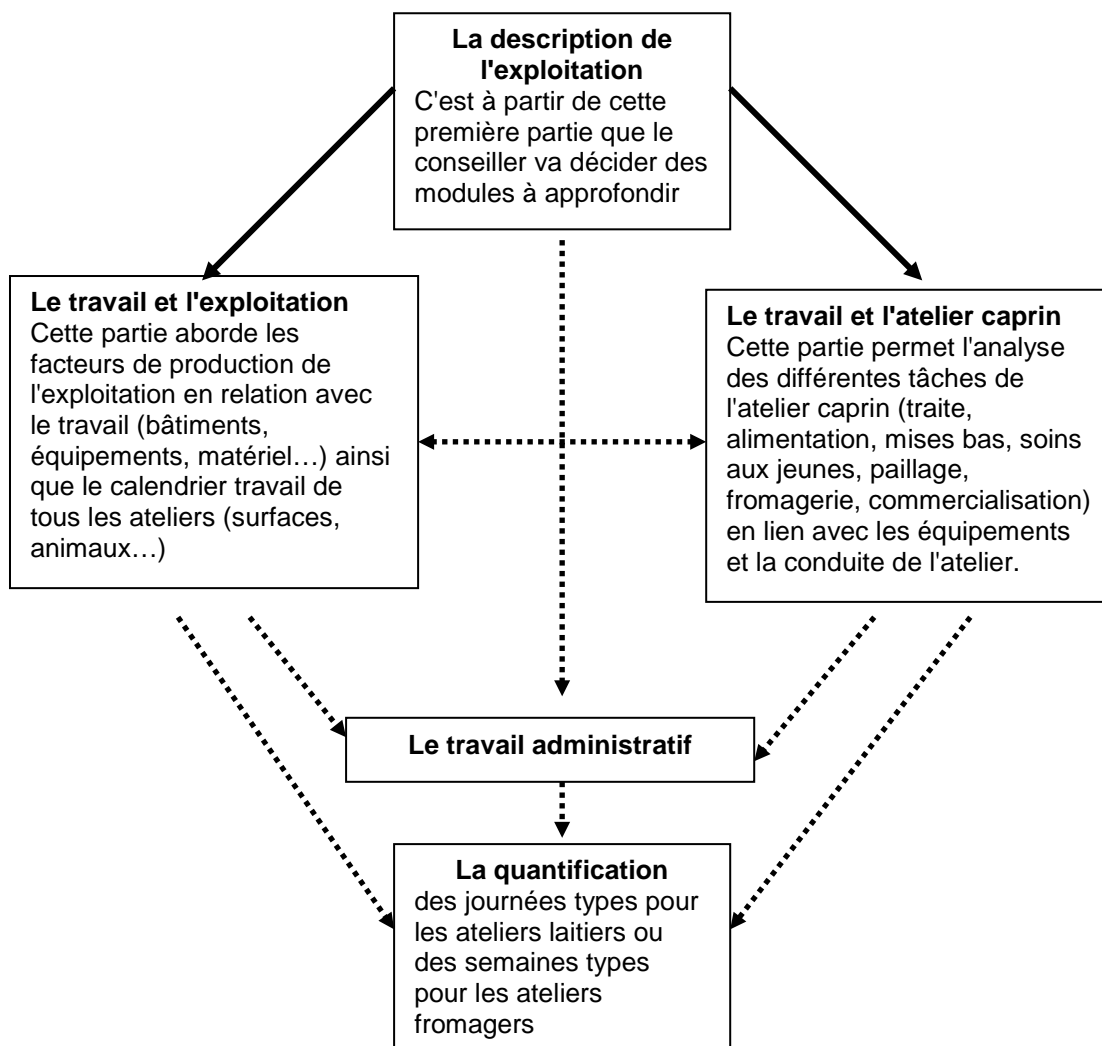 La description de
l'exploitation
C'est à partir de cette
première partie que le
conseiller va décider des
modules à approfondir
Le travail et l'exploitation
Cette partie aborde les
facteurs de production de
l'exploitation en relation avec
le travail (bâtiments,
équipements, matériel…) ainsi
que le calendrier travail de
tous les ateliers (surfaces,
animaux…)
Le travail et l'atelier caprin
Cette partie permet l'analyse
des différentes tâches de
l'atelier caprin (traite,
alimentation, mises bas, soins
aux jeunes, paillage,
fromagerie, commercialisation)
en lien avec les équipements
et la conduite de l'atelier.
Le travail administratif
La quantification
des journées types pour
les ateliers laitiers ou
des semaines types
pour les ateliers
fromagers